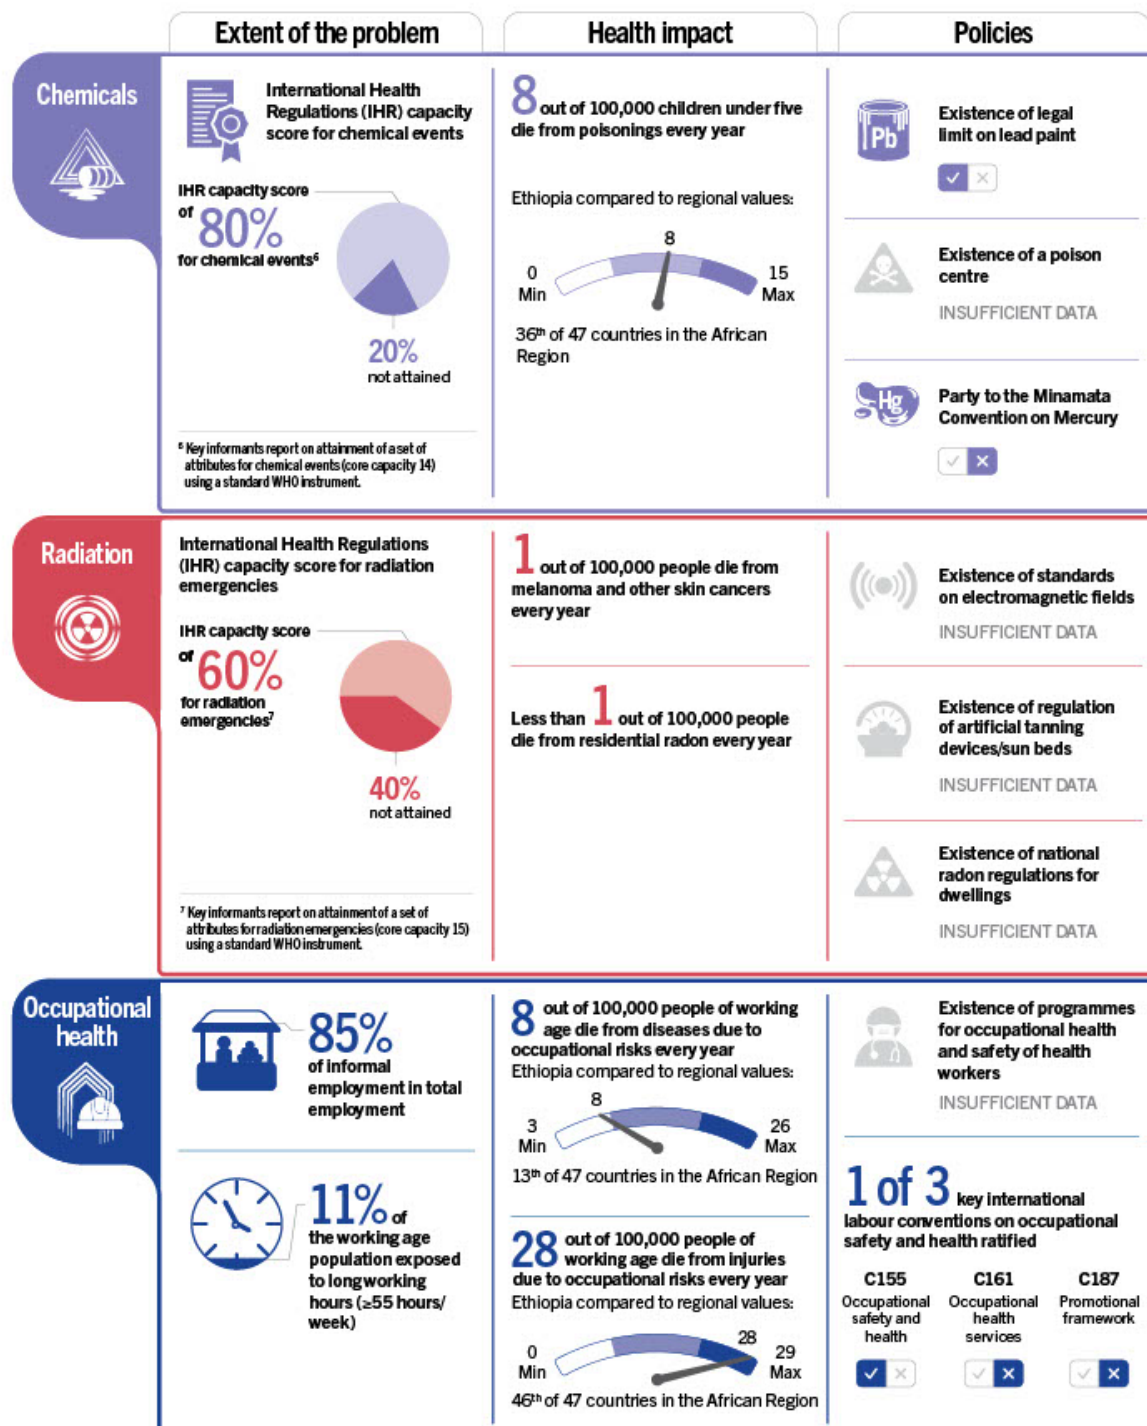 Extent of the problem
Health impact
Policies
Chemicals
International Health
Regulations (IHR) capacity
score for chemical events
IHR capacity score
of 80%
for chemical events⁶
20%
not attained
⁶ Key informants report on attainment of a set of
attributes for chemical events (core capacity 14)
using a standard WHO instrument.
8 out of 100,000 children under five
die from poisonings every year
Ethiopia compared to regional values:
8
0
Min
15
Max
36th of 47 countries in the African
Region
Pb
Existence of legal
limit on lead paint
Existence of a poison
centre
INSUFFICIENT DATA
Hg
Party to the Minamata
Convention on Mercury
Radiation
International Health Regulations
(IHR) capacity score for radiation
emergencies
IHR capacity score
of 60%
for radiation
emergencies⁷
40%
not attained
⁷ Key informants report on attainment of a set of
attributes for radiation emergencies (core capacity 15)
using a standard WHO instrument.
1 out of 100,000 people die from
melanoma and other skin cancers
every year
Less than 1 out of 100,000 people
die from residential radon every year
Existence of standards
on electromagnetic fields
INSUFFICIENT DATA
Existence of regulation
of artificial tanning
devices/sun beds
INSUFFICIENT DATA
Existence of national
radon regulations for
dwellings
INSUFFICIENT DATA
Occupational
health
85%
of informal
employment in total
employment
11% of
the working age
population exposed
to long working
hours (≥55 hours/
week)
8 out of 100,000 people of working
age die from diseases due to
occupational risks every year
Ethiopia compared to regional values:
8
3
Min
26
Max
13th of 47 countries in the African Region
28 out of 100,000 people of
working age die from injuries
due to occupational risks every year
Ethiopia compared to regional values:
28
0
Min
29
Max
46th of 47 countries in the African Region
Existence of programmes
for occupational health
and safety of health
workers
INSUFFICIENT DATA
1 of 3 key international
labour conventions on occupational
safety and health ratified
C155
Occupational
safety and
health
C161
Occupational
health
services
C187
Promotional
framework